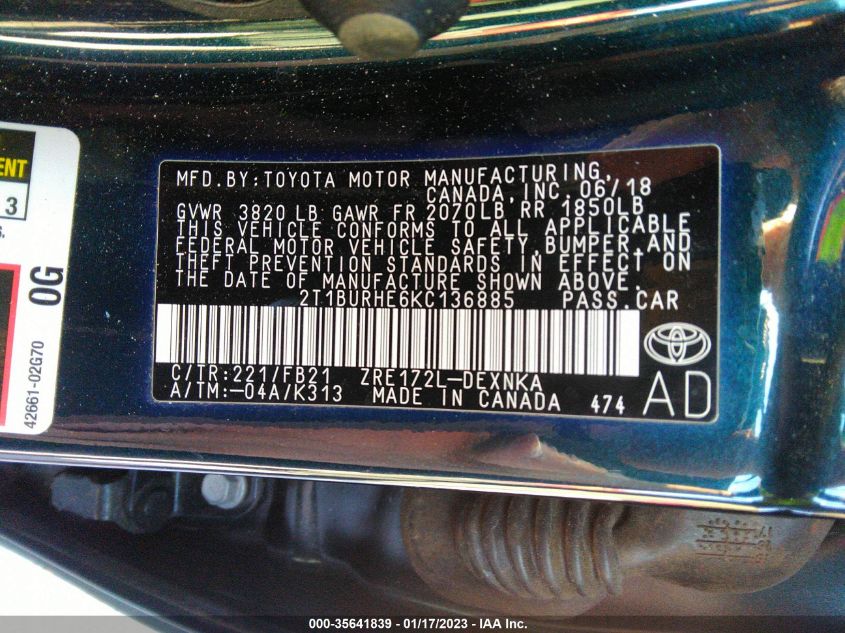 MFD.BY:TOYOTA MOTOR MANUFACTURING,
CANADA, INC. 06/18
GVWR 3820 LB GAWR FR 2070LB RR 1850LB
THIS VEHICLE CONFORMS TO ALL APPLICABLE
FEDERAL MOTOR VEHICLE SAFETY, BUMPER, AND
THEFT PREVENTION STANDARDS IN EFFECT ON
THE DATE OF MANUFACTURE SHOWN ABOVE.
2T1BURHE6KC136885 PASS.CAR
C/TR:221/FB21 ZRE172L-DEXNKA
A/TM:-04A/K313 MADE IN CANADA 474
AD
3
0G
42661-02G70
000-35641839 - 01/17/2023 - IAA Inc.